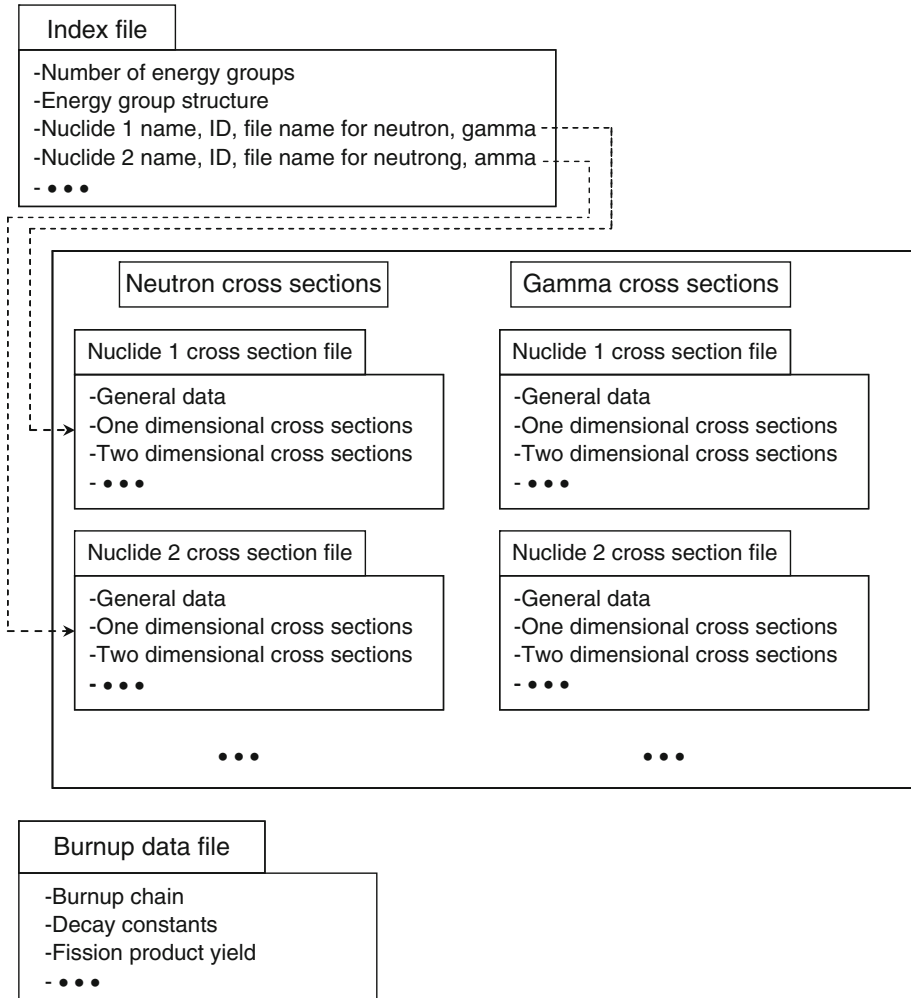 Index file
-Number of energy groups
-Energy group structure
-Nuclide 1 name, ID, file name for neutron, gamma
-Nuclide 2 name, ID, file name for neutrong, amma
- •••
Neutron cross sections
Gamma cross sections
Nuclide 1 cross section file
-General data
-One dimensional cross sections
-Two dimensional cross sections
- •••
Nuclide 1 cross section file
-General data
-One dimensional cross sections
-Two dimensional cross sections
- •••
Nuclide 2 cross section file
-General data
-One dimensional cross sections
-Two dimensional cross sections
- •••
Nuclide 2 cross section file
-General data
-One dimensional cross sections
-Two dimensional cross sections
- •••
•••
•••
Burnup data file
-Burnup chain
-Decay constants
-Fission product yield
- •••